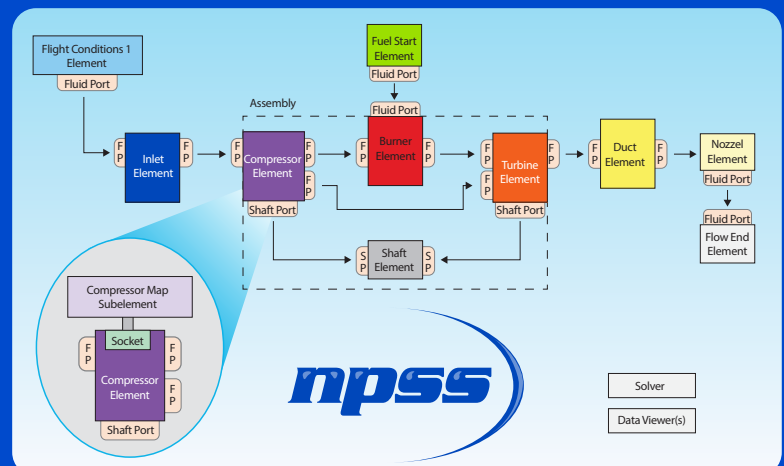 Flight Conditions 1
Element
Fluid Port
Fuel Start
Element
Fluid Port
Assembly
Fluid Port
F
P
Inlet
Element
F
P
F
P
Compressor
Element
F
P
F
P
Shaft Port
Burner
Element
F
P
F
P
F
P
Turbine
Element
F
P
Shaft Port
F
P
Duct
Element
F
P
Nozzel
Element
Fluid Port
Fluid Port
Flow End
Element
S
P
Shaft
Element
S
P
Compressor Map
Subelement
Socket
F
P
Compressor
Element
F
P
F
P
Shaft Port
npss
Solver
Data Viewer(s)